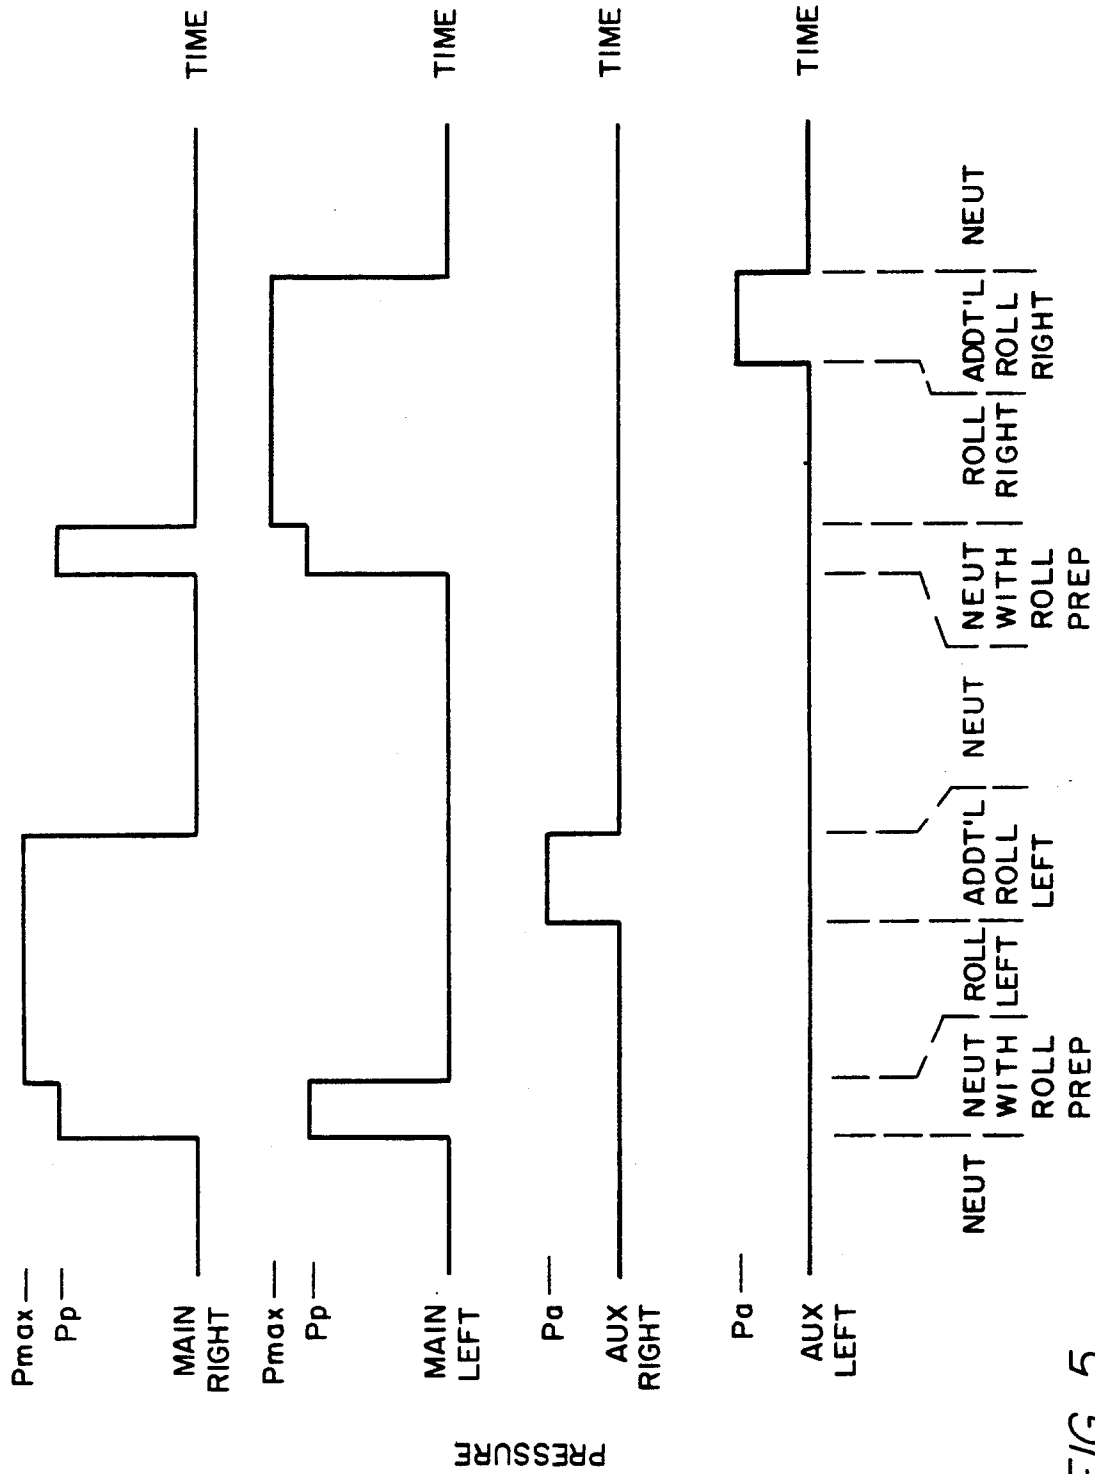 PRESSURE
Pmax
Pp
MAIN
RIGHT
TIME
Pmax
Pp
MAIN
LEFT
TIME
Pa
AUX
RIGHT
TIME
Pa
AUX
LEFT
TIME
NEUT
NEUT
WITH
ROLL
PREP
ROLL
LEFT
ADDT'L
ROLL
LEFT
NEUT
NEUT
WITH
ROLL
PREP
ROLL
RIGHT
ADDT'L
ROLL
RIGHT
NEUT
FIG 5